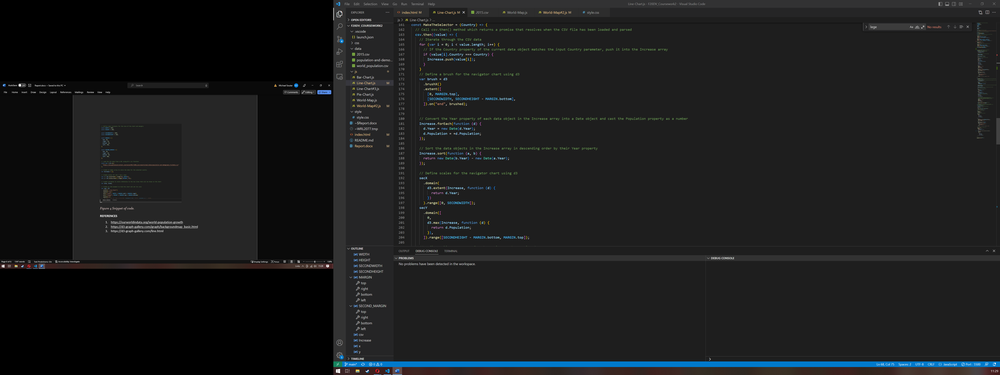 AutoSave Off Report.docx • Saved to this PC Search Michael Soutar MS
File Home Insert Draw Design Layout References Mailings Review View Help Comments Editing Share
// Define some constants for the size of the chart and margins
const WIDTH = 800;
const HEIGHT = 500;
Figure 4 Snippet of code.
REFERENCES
1. https://ourworldindata.org/world-population-growth
2. https://d3-graph-gallery.com/graph/backgroundmap_basic.html
3. https://d3-graph-gallery.com/line.html
Page 6 of 6 1347 words Text Predictions: On Accessibility: Investigate Display Settings Focus 130%
Links 11:29
File Edit Selection View Go Run Terminal Help Line-Chart.js - F20DV_Coursework2 - Visual Studio Code
EXPLORER
OPEN EDITORS
F20DV_COURSEWORK2
.vscode
launch.json
css
data
2015.csv
population-and-demo...
world_population.csv
js
Bar-Chart.js
Line-Chart.js M
Line-Chart#3.js
Pie-Chart.js
World-Map.js
World-Map#2.js M
style
style.css
~$Report.docx
~WRL2077.tmp
index.html M
README.md
Report.docx M
OUTLINE
WIDTH
HEIGHT
SECONDWIDTH
SECONDHEIGHT
MARGIN
top
right
bottom
left
SECOND_MARGIN
top
right
bottom
left
csv
Increase
x
y
TIMELINE
index.html M JS Line-Chart.js M 2015.csv JS World-Map.js JS World-Map#2.js M # style.css
js > JS Line-Chart.js > ...
lege Aa ab No results
161 const MakeTheSelector = (Country) => {
162 // Call csv.then() method which returns a promise that resolves when the CSV file has been loaded and parsed
163 csv.then((value) => {
164 // Iterate through the CSV data
165 for (var i = 0; i < value.length; i++) {
166 // If the Country property of the current data object matches the input Country parameter, push it into the Increase array
167 if (value[i].Country === Country) {
168 Increase.push(value[i]);
169 }
170 }
171 // Define a brush for the navigator chart using d3
172 var brush = d3
173 .brushX()
174 .extent([
175 [0, MARGIN.top],
176 [SECONDWIDTH, SECONDHEIGHT - MARGIN.bottom],
177 ]).on("end", brushed);
178
179
180 // Convert the Year property of each data object in the Increase array into a Date object and cast the Population property as a number
181 Increase.forEach(function (d) {
182 d.Year = new Date(d.Year);
183 d.Population = +d.Population;
184 });
185
186 // Sort the data objects in the Increase array in descending order by their Year property
187 Increase.sort(function (a, b) {
188 return new Date(b.Year) - new Date(a.Year);
189 });
190
191 // Define scales for the navigator chart using d3
192 secX
193 .domain(
194 d3.extent(Increase, function (d) {
195 return d.Year;
196 })
197 ).range([0, SECONDWIDTH]);
198 secY
199 .domain([
200 0,
201 d3.max(Increase, function (d) {
202 return d.Population;
203 }),
204 ]).range([SECONDHEIGHT - MARGIN.bottom, MARGIN.top]);
205
OUTPUT DEBUG CONSOLE TERMINAL
PROBLEMS
No problems have been detected in the workspace.
DEBUG CONSOLE
main* 0 0 Ln 68, Col 75 Spaces: 2 UTF-8 CRLF {} JavaScript Port : 5500
11:29